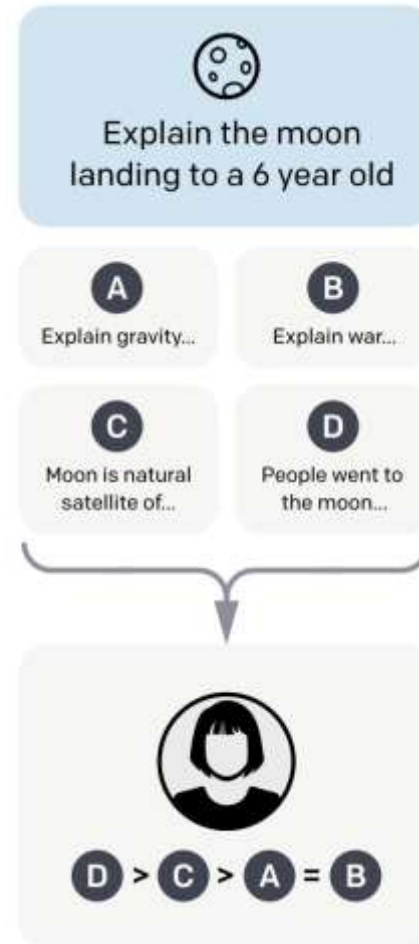 Explain the moon
landing to a 6 year old
A
B
Explain gravity...
Explain war...
C
D
Moon is natural
satellite of...
People went to
the moon...
D > C > A = B